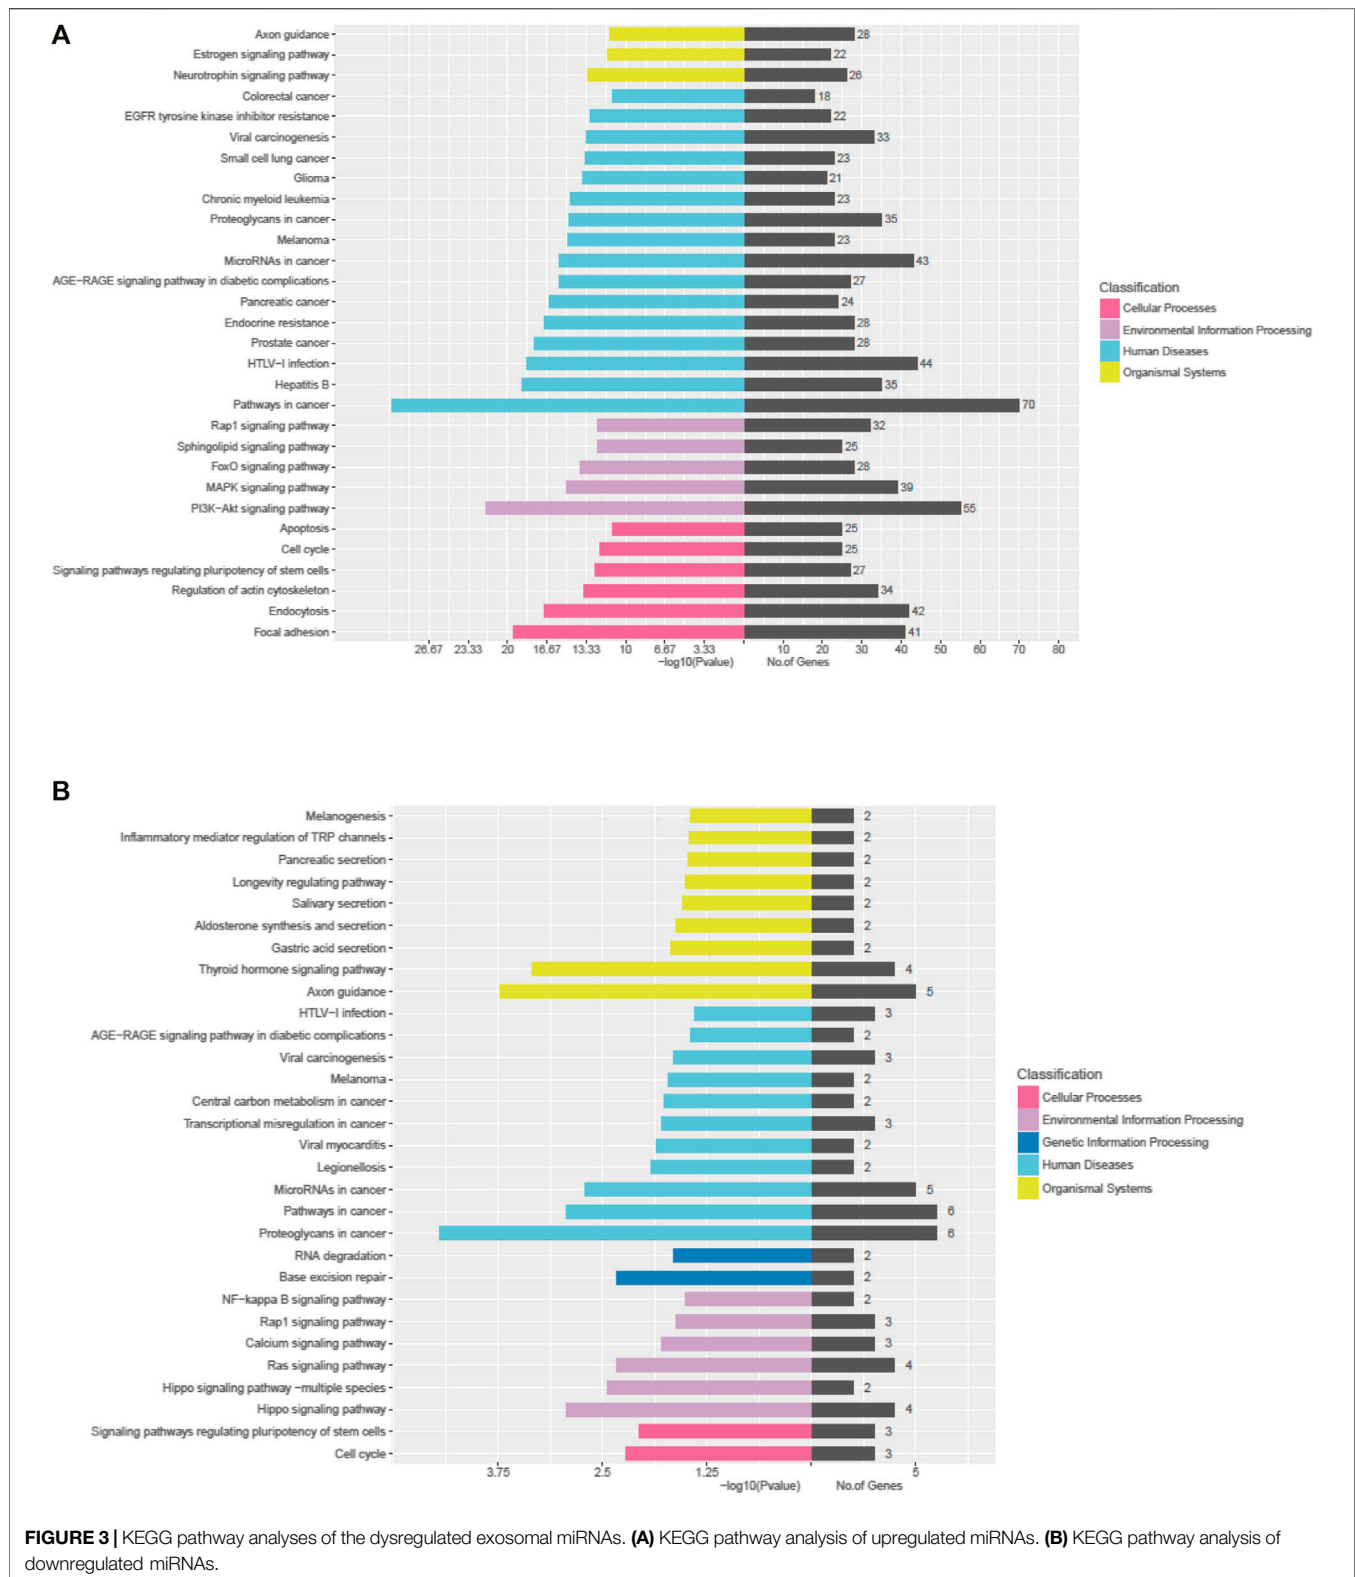 A
Axon guidance 28
Estrogen signaling pathway 22
Neurotrophin signaling pathway 26
Colorectal cancer 18
EGFR tyrosine kinase inhibitor resistance 22
Viral carcinogenesis 33
Small cell lung cancer 23
Glioma 21
Chronic myeloid leukemia 23
Proteoglycans in cancer 35
Melanoma 23
MicroRNAs in cancer 43
AGE−RAGE signaling pathway in diabetic complications 27
Pancreatic cancer 24
Endocrine resistance 28
Prostate cancer 28
HTLV−I infection 44
Hepatitis B 35
Pathways in cancer 70
Rap1 signaling pathway 32
Sphingolipid signaling pathway 25
FoxO signaling pathway 28
MAPK signaling pathway 39
PI3K−Akt signaling pathway 55
Apoptosis 25
Cell cycle 25
Signaling pathways regulating pluripotency of stem cells 27
Regulation of actin cytoskeleton 34
Endocytosis 42
Focal adhesion 41
26.67 23.33 20 16.67 13.33 10 6.67 3.33 10 20 30 40 50 60 70 80
−log10(Pvalue) No.of Genes
Classification
Cellular Processes
Environmental Information Processing
Human Diseases
Organismal Systems
B
Melanogenesis 2
Inflammatory mediator regulation of TRP channels 2
Pancreatic secretion 2
Longevity regulating pathway 2
Salivary secretion 2
Aldosterone synthesis and secretion 2
Gastric acid secretion 2
Thyroid hormone signaling pathway 4
Axon guidance 5
HTLV−I infection 3
AGE−RAGE signaling pathway in diabetic complications 2
Viral carcinogenesis 3
Melanoma 2
Central carbon metabolism in cancer 2
Transcriptional misregulation in cancer 3
Viral myocarditis 2
Legionellosis 2
MicroRNAs in cancer 5
Pathways in cancer 6
Proteoglycans in cancer 6
RNA degradation 2
Base excision repair 2
NF−kappa B signaling pathway 2
Rap1 signaling pathway 3
Calcium signaling pathway 3
Ras signaling pathway 4
Hippo signaling pathway −multiple species 2
Hippo signaling pathway 4
Signaling pathways regulating pluripotency of stem cells 3
Cell cycle 3
3.75 2.5 1.25 5
−log10(Pvalue) No.of Genes
Classification
Cellular Processes
Environmental Information Processing
Genetic Information Processing
Human Diseases
Organismal Systems
FIGURE 3 | KEGG pathway analyses of the dysregulated exosomal miRNAs. (A) KEGG pathway analysis of upregulated miRNAs. (B) KEGG pathway analysis of
downregulated miRNAs.